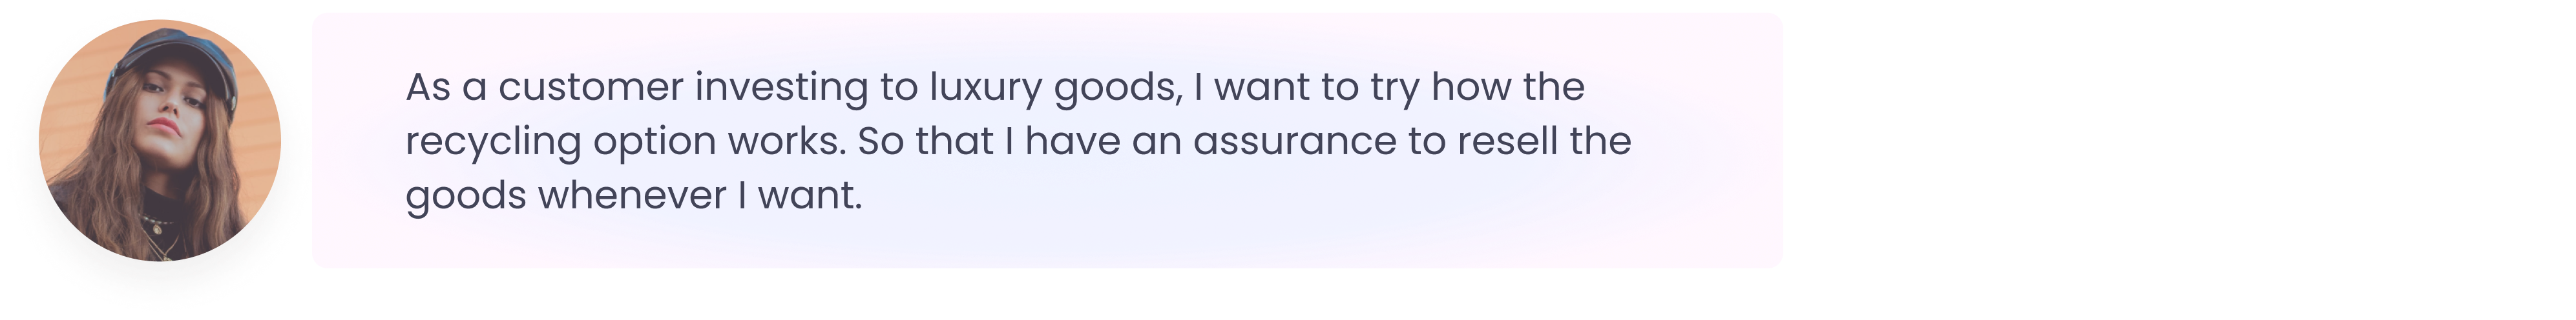 As a customer investing to luxury goods, I want to try how the
recycling option works. So that I have an assurance to resell the
goods whenever I want.